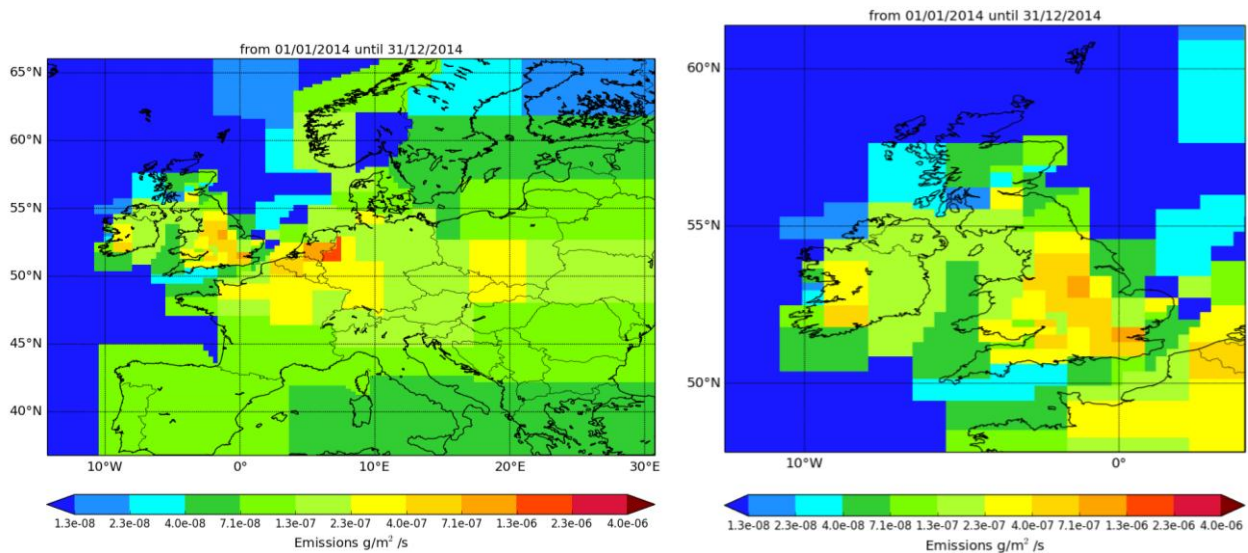 from 01/01/2014 until 31/12/2014
65°N
60°N
55°N
50°N
45°N
40°N
10°W 0° 10°E 20°E 30°E
1.3e-08 2.3e-08 4.0e-08 7.1e-08 1.3e-07 2.3e-07 4.0e-07 7.1e-07 1.3e-06 2.3e-06 4.0e-06
Emissions g/m² /s
from 01/01/2014 until 31/12/2014
60°N
55°N
50°N
10°W 0°
1.3e-08 2.3e-08 4.0e-08 7.1e-08 1.3e-07 2.3e-07 4.0e-07 7.1e-07 1.3e-06 2.3e-06 4.0e-06
Emissions g/m² /s